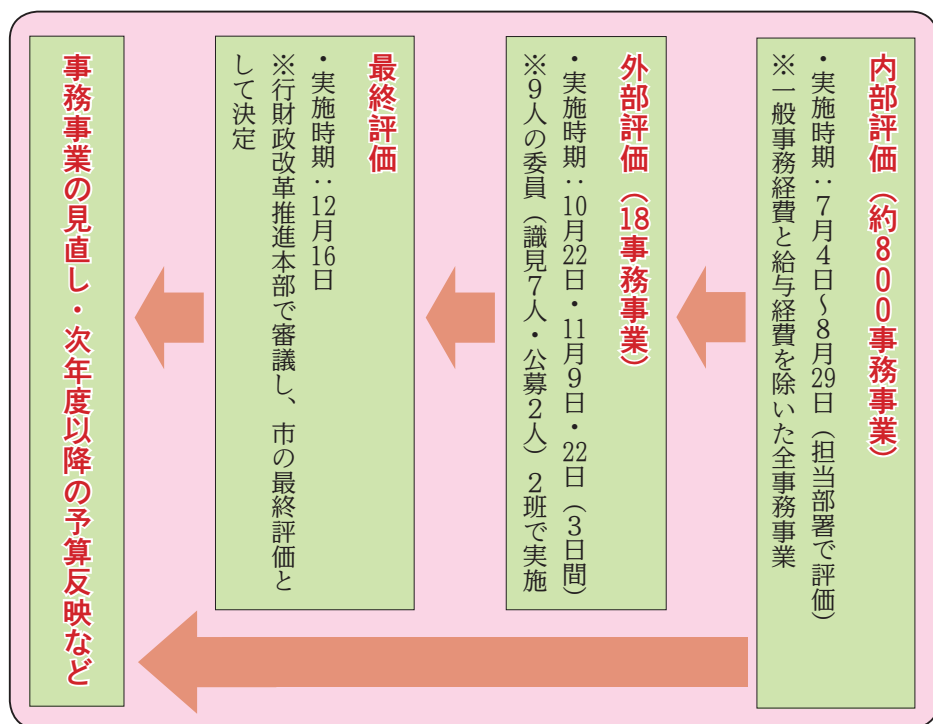 内部評価（約８００事務事業）
・実施時期：７月４日～８月29日（担当部署で評価）
※一般事務経費と給与経費を除いた全事務事業
外部評価（18事務事業）
・実施時期：10月22日・11月９日・22日（３日間）
※９人の委員（識見７人・公募２人）２班で実施
最終評価
・実施時期：12月16日
※行財政改革推進本部で審議し、市の最終評価と
して決定
事務事業の見直し・次年度以降の予算反映など